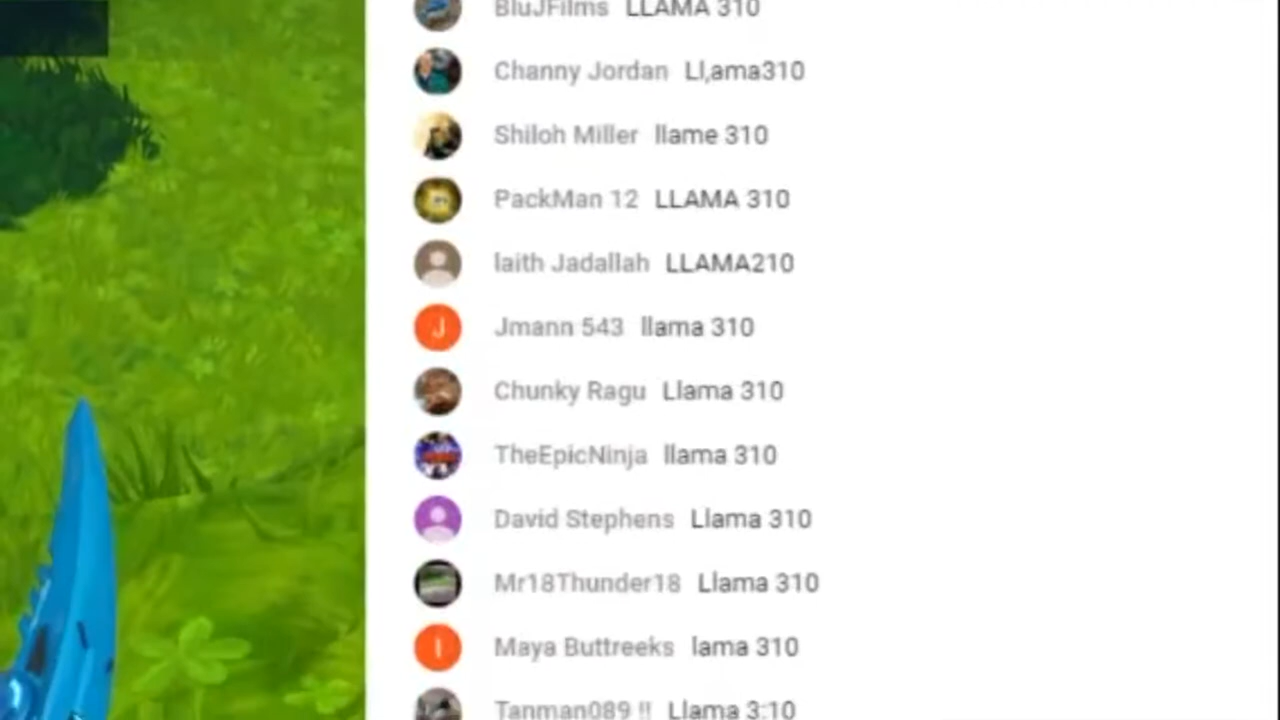 BluJFilms LLAMA 310
Channy Jordan Ll,ama310
Shiloh Miller llame 310
PackMan 12 LLAMA 310
laith Jadallah LLAMA210
J Jmann 543 llama 310
Chunky Ragu Llama 310
TheEpicNinja llama 310
David Stephens Llama 310
Mr18Thunder18 Llama 310
I Maya Buttreeks lama 310
Tanman089 !! Llama 3:10